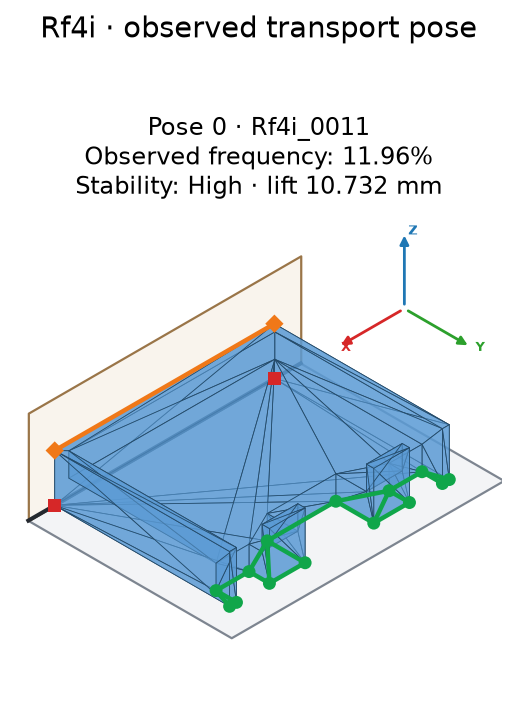 Rf4i · observed transport pose
Pose 0 · Rf4i_0011
Observed frequency: 11.96%
Stability: High · lift 10.732 mm
Z
X
Y